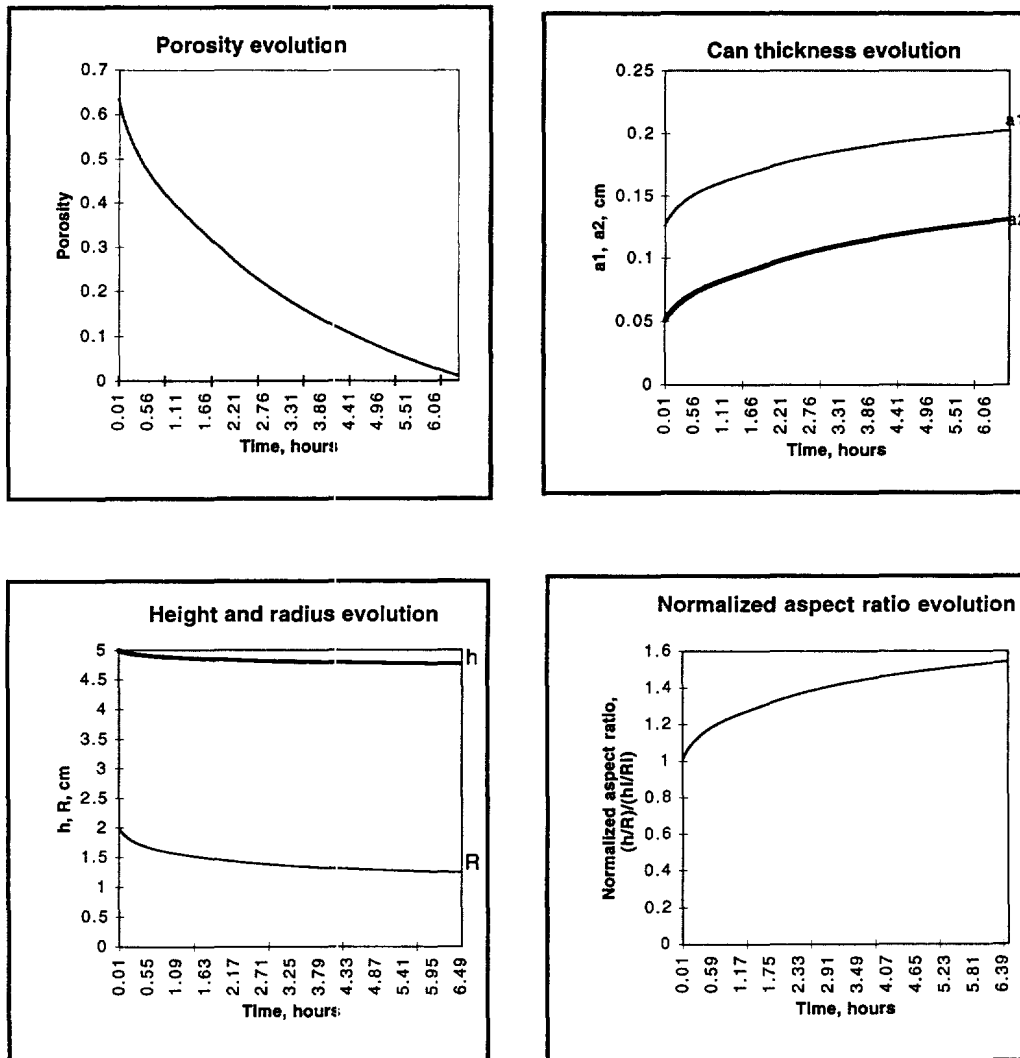 Porosity evolution
0.7
0.6
0.5
0.4
0.3
0.2
0.1
0
Porosity
0.01 0.56 1.11 1.66 2.21 2.76 3.31 3.86 4.41 4.96 5.51 6.06
Time, hours
Can thickness evolution
0.25
0.2
0.15
0.1
0.05
0
a1, a2, cm
a1
a2
0.01 0.56 1.11 1.66 2.21 2.76 3.31 3.86 4.41 4.96 5.51 6.06
Time, hours
Height and radius evolution
5
4.5
4
3.5
3
2.5
2
1.5
1
0.5
0
h, R, cm
h
R
0.01 0.55 1.09 1.63 2.17 2.71 3.25 3.79 4.33 4.87 5.41 5.95 6.49
Time, hours
Normalized aspect ratio evolution
1.6
1.4
1.2
1
0.8
0.6
0.4
0.2
0
Normalized aspect ratio,
(h/R)/(hI/RI)
0.01 0.59 1.17 1.75 2.33 2.91 3.49 4.07 4.65 5.23 5.81 6.39
Time, hours